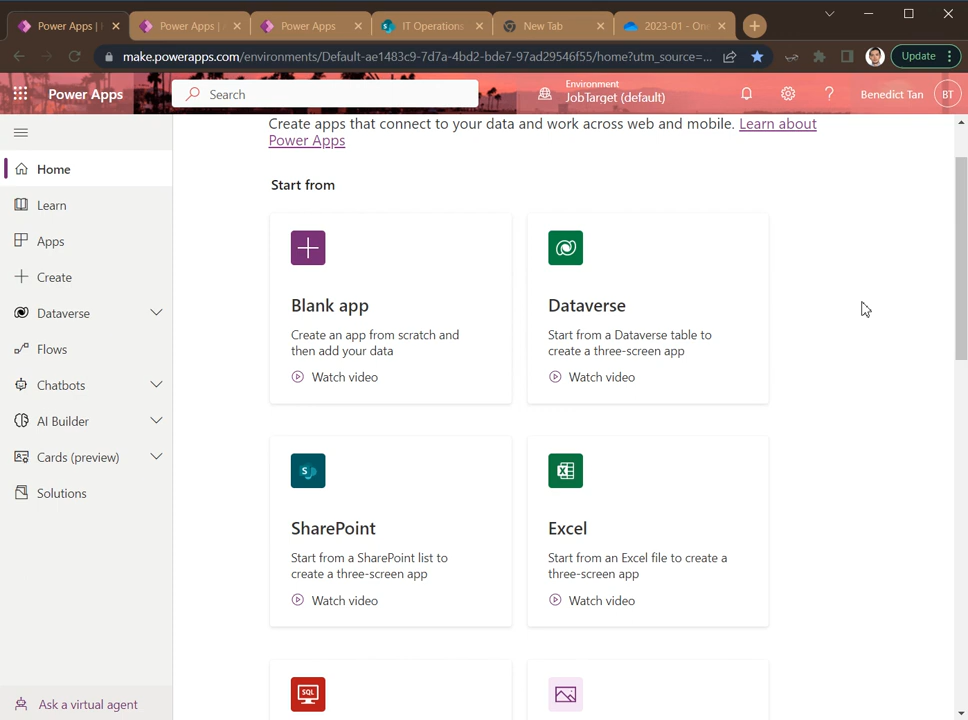 Power Apps |
Power Apps |
Power Apps
IT Operations
New Tab
2023-01 - One
make.powerapps.com/environments/Default-ae1483c9-7d7a-4bd2-bde7-97ad29546f55/home?utm_source=...
Update
Power Apps
Search
Environment
JobTarget (default)
Benedict Tan
BT
Home
Learn
Apps
Create
Dataverse
Flows
Chatbots
AI Builder
Cards (preview)
Solutions
Ask a virtual agent
Create apps that connect to your data and work across web and mobile. Learn about
Power Apps
Start from
Blank app
Create an app from scratch and
then add your data
Watch video
Dataverse
Start from a Dataverse table to
create a three-screen app
Watch video
S
SharePoint
Start from a SharePoint list to
create a three-screen app
Watch video
Excel
Start from an Excel file to create a
three-screen app
Watch video
SQL